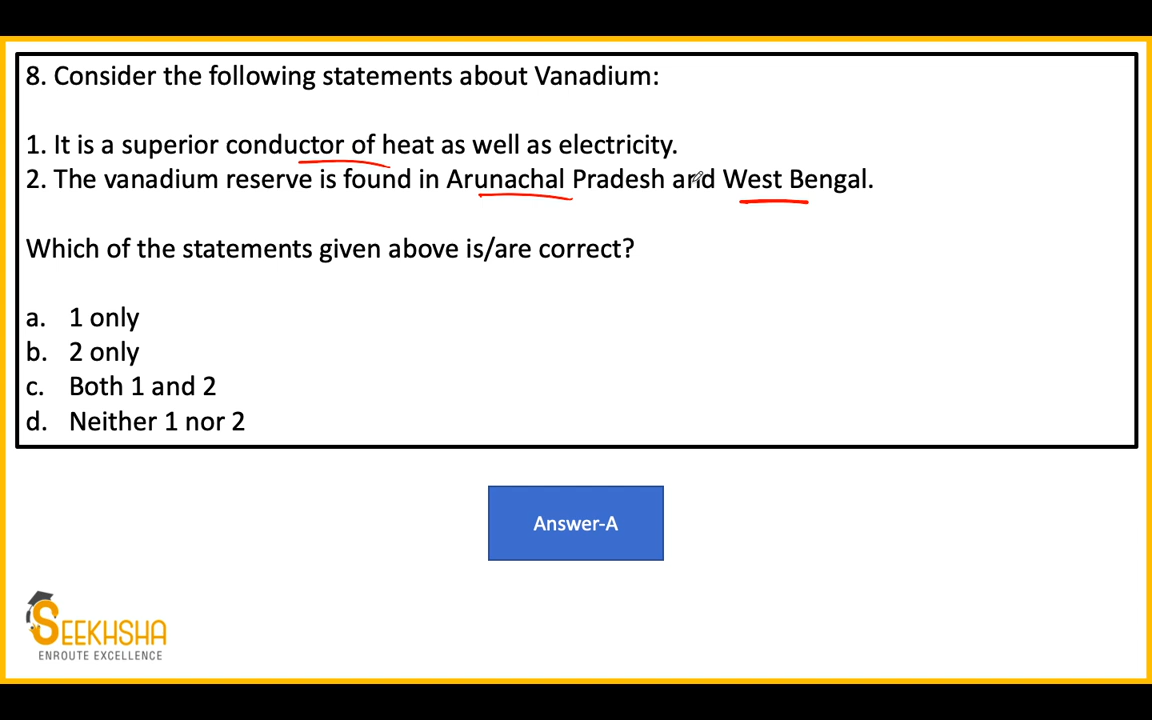 8. Consider the following statements about Vanadium:
1. It is a superior conductor of heat as well as electricity.
2. The vanadium reserve is found in Arunachal Pradesh and West Bengal.
Which of the statements given above is/are correct?
a. 1 only
b. 2 only
c. Both 1 and 2
d. Neither 1 nor 2
Answer-A
SEEKHSHA
ENROUTE EXCELLENCE